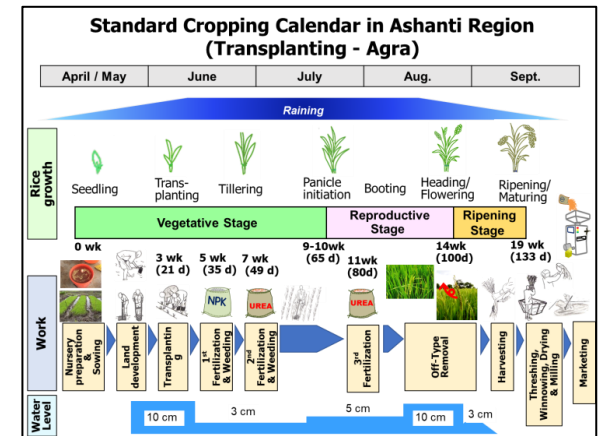 Standard Cropping Calendar in Ashanti Region
(Transplanting - Agra)
April / May
June
July
Aug.
Sept.
Raining
Rice
growth
Seedling
Trans-
planting
Tillering
Panicle
initiation
Booting
Heading/
Flowering
Ripening/
Maturing
Vegetative Stage
Reproductive
Stage
Ripening
Stage
0 wk
3 wk
(21 d)
5 wk
(35 d)
7 wk
(49 d)
9-10wk
(65 d)
11wk
(80d)
14wk
(100d)
19 wk
(133 d)
NPK
UREA
UREA
Work
Nursery
preparation
&
Sowing
Land
development
Transplantin
g
1st
Fertilization
& Weeding
2nd
Fertilization
& Weeding
3rd
Fertilization
Off-Type
Removal
Harvesting
Threshing,
Winnowing, Drying
& Milling
Marketing
Water
Level
10 cm
3 cm
5 cm
10 cm
3 cm